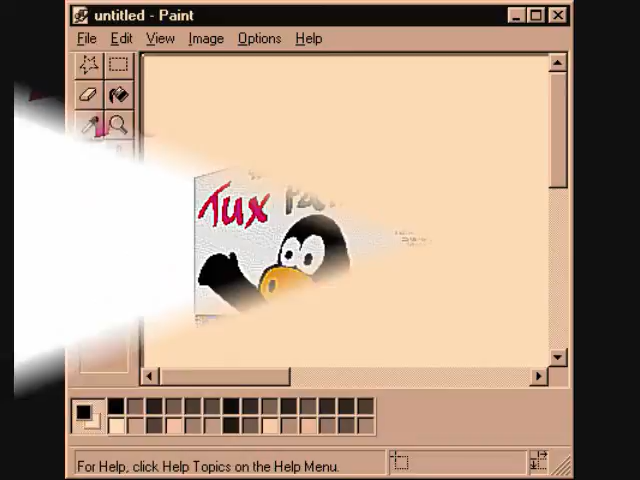 untitled - Paint
File Edit View Image Options Help
Tux
For Help, click Help Topics on the Help Menu.